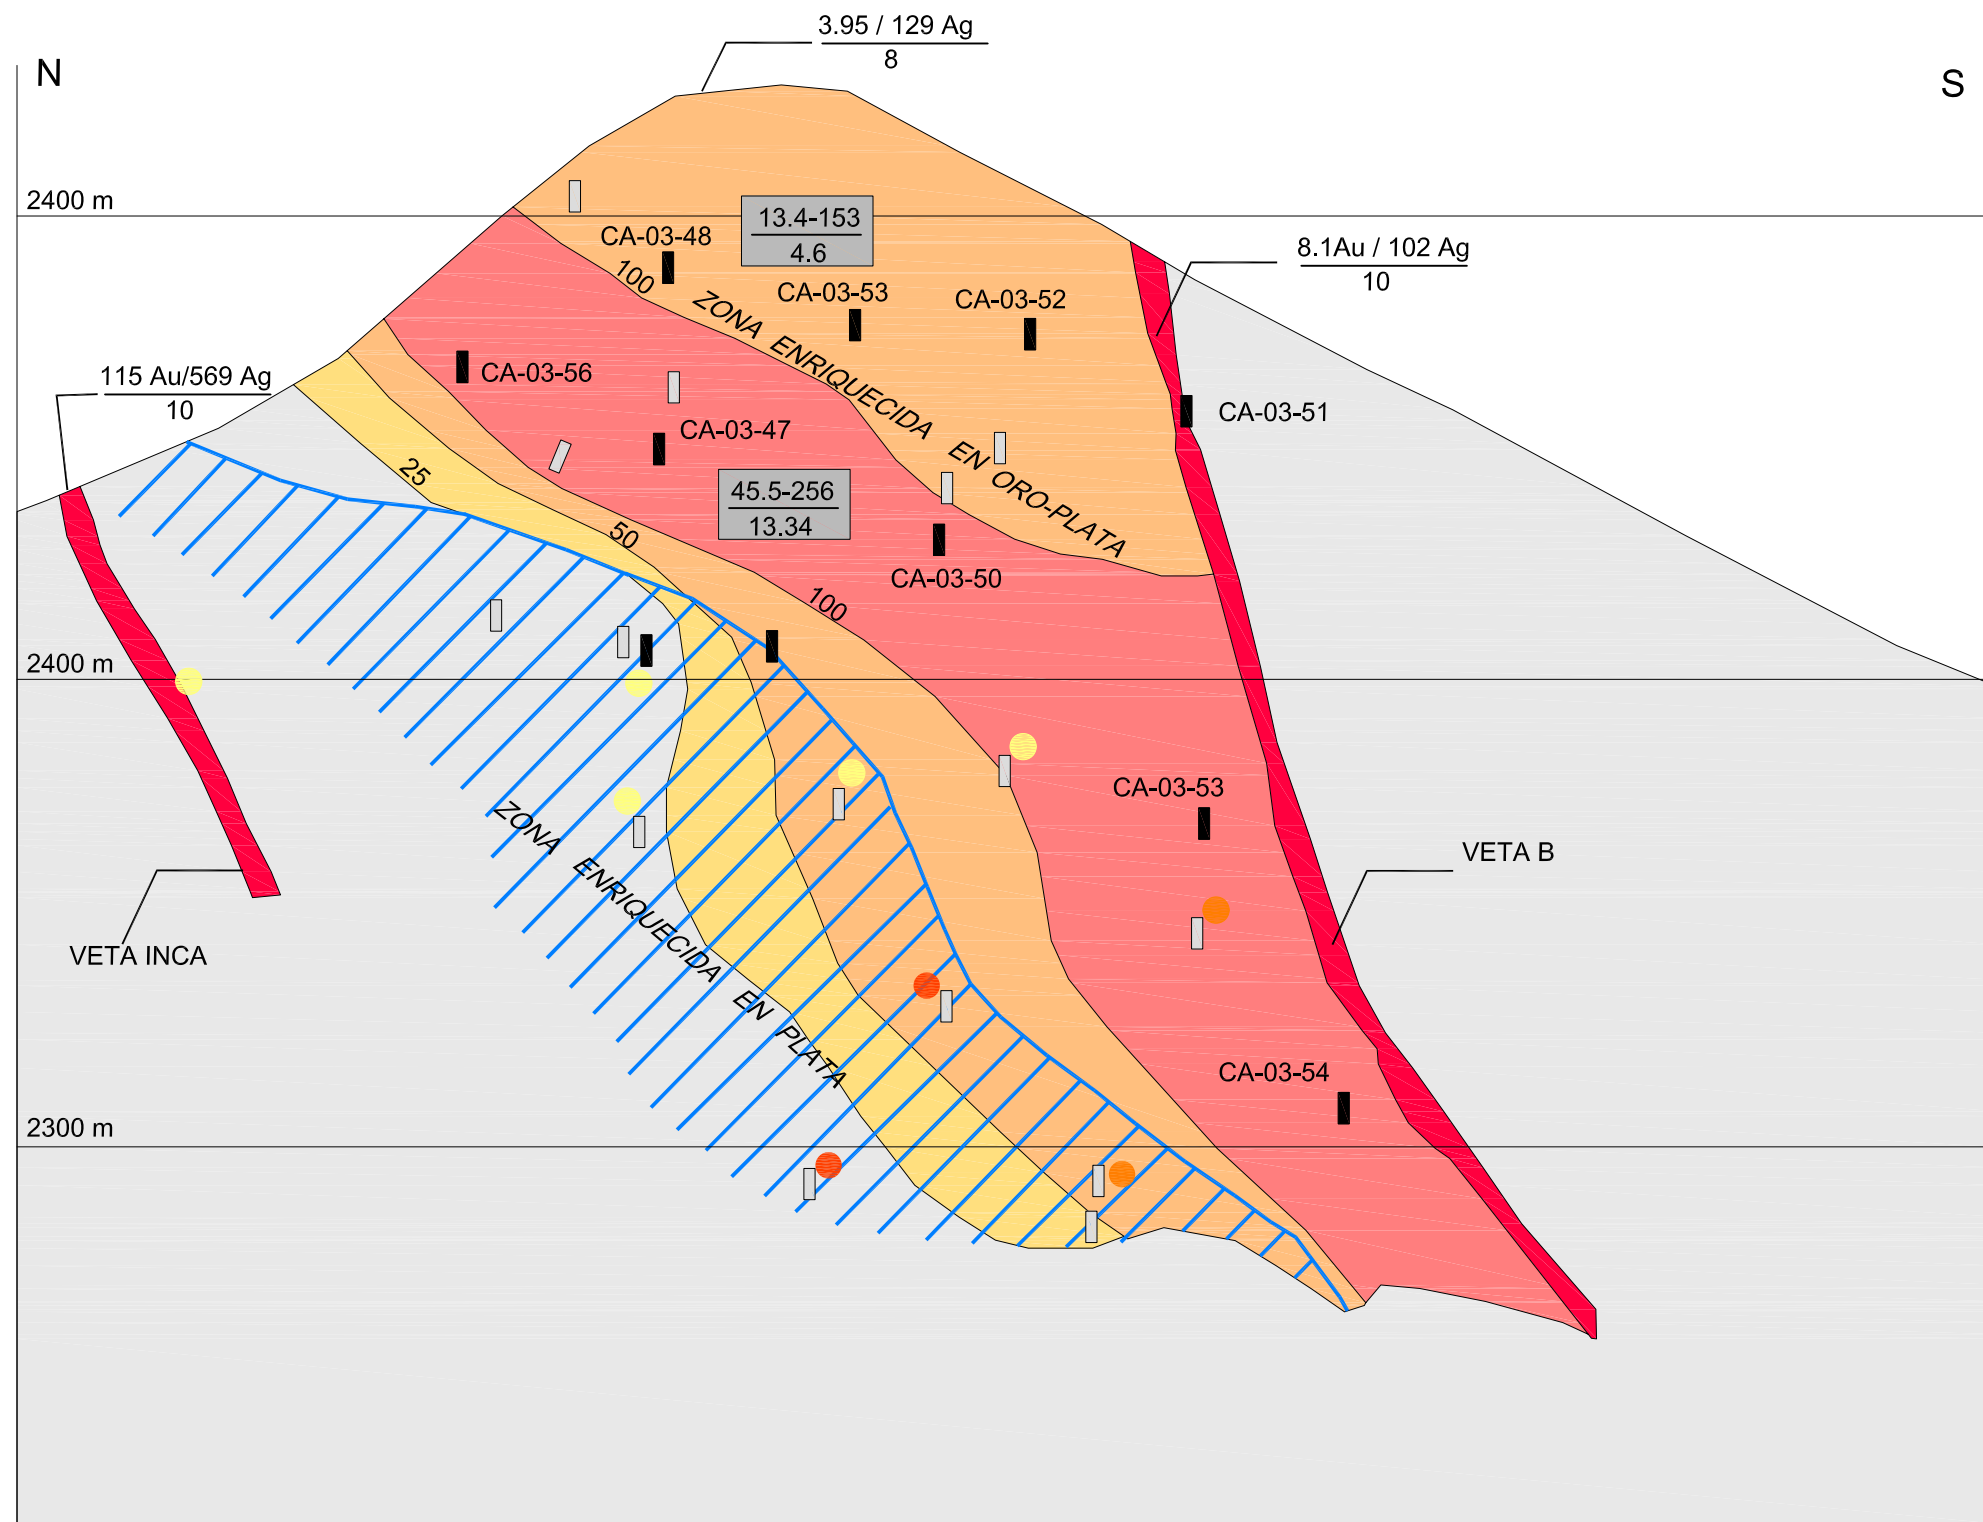 3.95 / 129 Ag
8
N
S
2400 m
13.4-153
4.6
CA-03-48
8.1Au / 102 Ag
10
100
CA-03-53
CA-03-52
ZONA ENRIQUECIDA EN ORO-PLATA
115 Au/569 Ag
10
CA-03-56
CA-03-51
CA-03-47
25
45.5-256
13.34
50
CA-03-50
100
2400 m
CA-03-53
ZONA ENRIQUECIDA EN PLATA
VETA B
VETA INCA
CA-03-54
2300 m